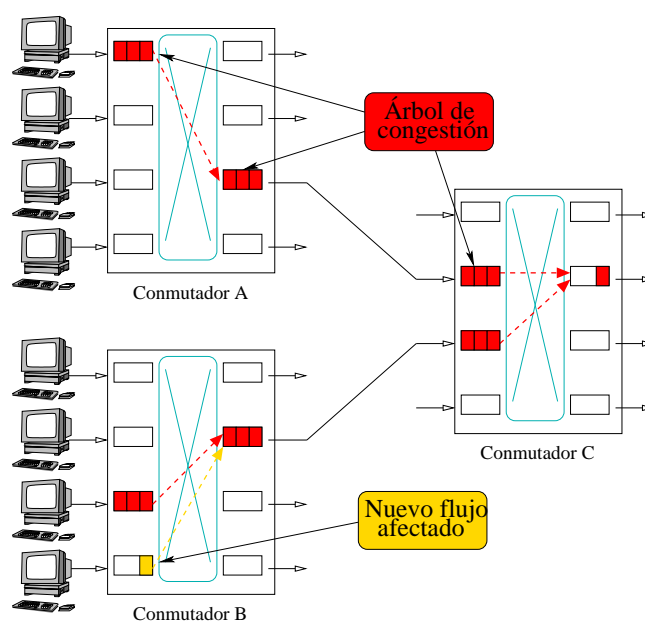 Árbol de
congestión
Conmutador A
Conmutador C
Nuevo flujo
afectado
Conmutador B